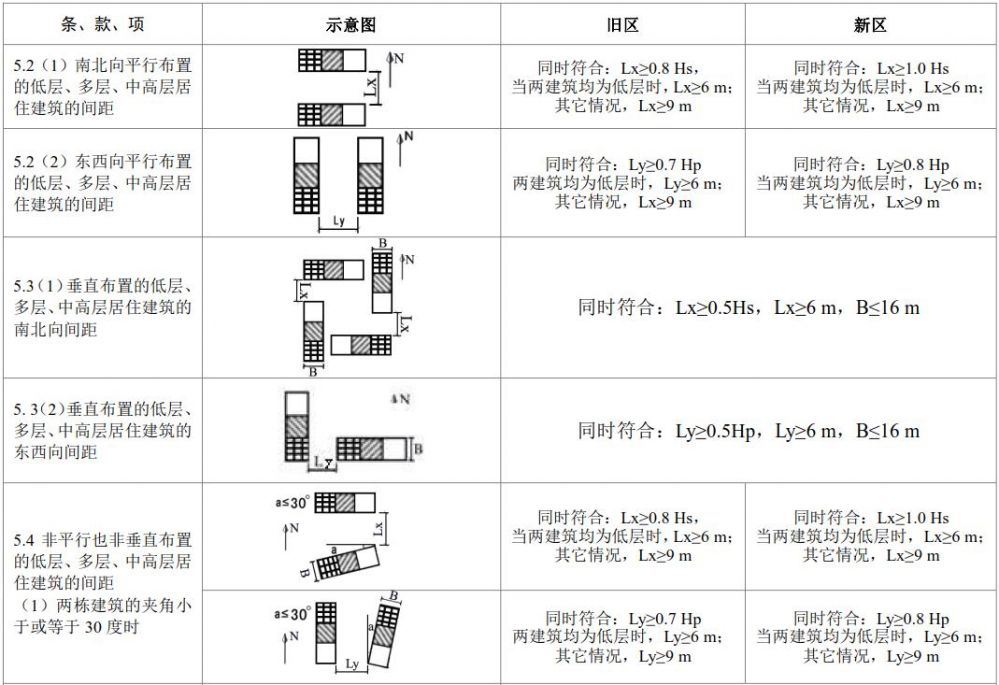 条、款、项
示意图
旧区
新区
5.2（1）南北向平行布置
的低层、多层、中高层居
住建筑的间距
N
Lx
同时符合：Lx≥0.8 Hs，
当两建筑均为低层时，Lx≥6 m；
其它情况，Lx≥9 m
同时符合：Lx≥1.0 Hs
当两建筑均为低层时，Lx≥6 m；
其它情况，Lx≥9 m
5.2（2）东西向平行布置
的低层、多层、中高层居
住建筑的间距
N
Ly
同时符合：Ly≥0.7 Hp
两建筑均为低层时，Ly≥6 m；
其它情况，Lx≥9 m
同时符合：Ly≥0.8 Hp
当两建筑均为低层时，Ly≥6 m；
其它情况，Lx≥9 m
5.3（1）垂直布置的低层、
多层、中高层居住建筑的
南北向间距
B
N
Lx
Lx
B
同时符合：Lx≥0.5Hs，Lx≥6 m，B≤16 m
5. 3（2）垂直布置的低层、
多层、中高层居住建筑的
东西向间距
N
B
Ly
同时符合：Ly≥0.5Hp，Ly≥6 m，B≤16 m
5.4 非平行也非垂直布置
的低层、多层、中高层居
住建筑的间距
（1）两栋建筑的夹角小
于或等于 30 度时
a≤30°
N
Lx
a
B
同时符合：Lx≥0.8 Hs，
当两建筑均为低层时，Lx≥6 m；
其它情况，Lx≥9 m
同时符合：Lx≥1.0 Hs
当两建筑均为低层时，Lx≥6 m；
其它情况，Lx≥9 m
a≤30°
B
N
a
Ly
同时符合：Ly≥0.7 Hp
两建筑均为低层时，Ly≥6 m；
其它情况，Ly≥9 m
同时符合：Ly≥0.8 Hp
当两建筑均为低层时，Ly≥6 m；
其它情况，Ly≥9 m